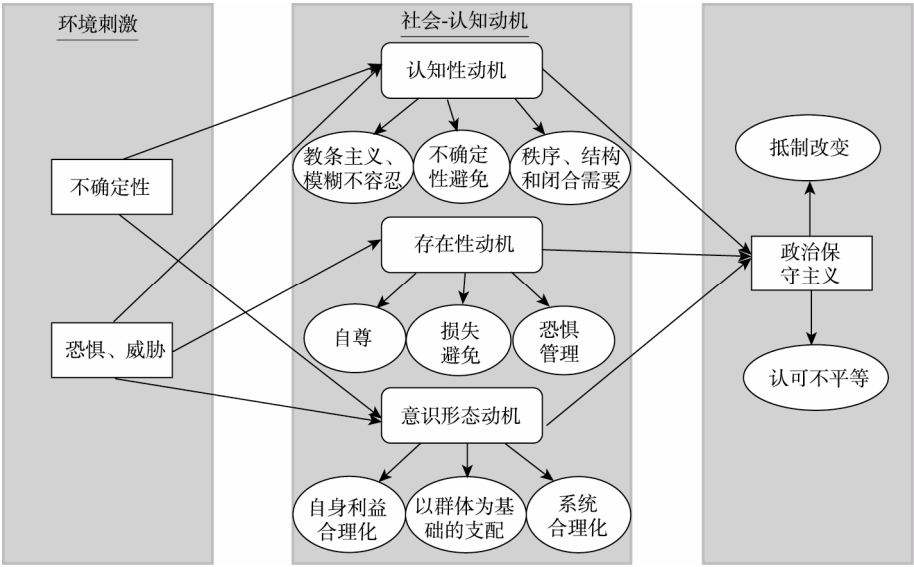 环境刺激
不确定性
恐惧、威胁
社会-认知动机
认知性动机
教条主义、
模糊不容忍
不确定
性避免
秩序、结构
和闭合需要
存在性动机
自尊
损失
避免
恐惧
管理
意识形态动机
自身利益
合理化
以群体为基
础的支配
系统
合理化
抵制改变
政治保
守主义
认可不平等